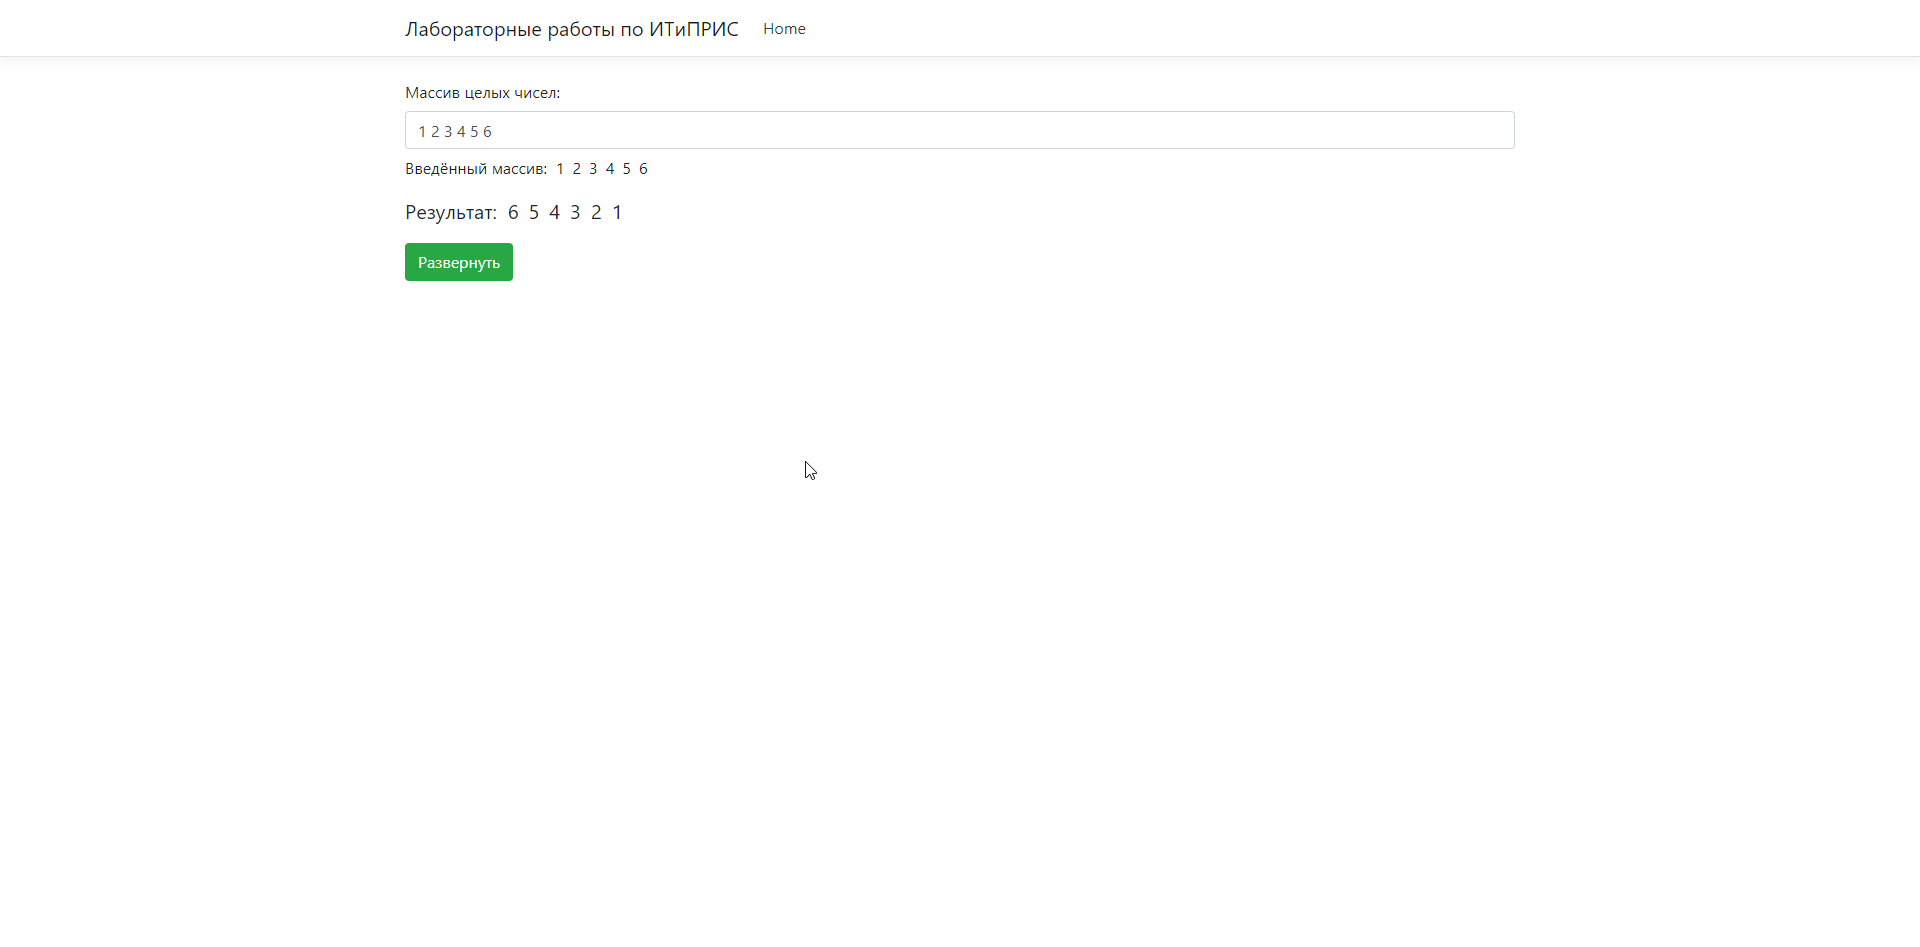 Лабораторные работы по ИТиПРИС Home
Массив целых чисел:
1 2 3 4 5 6
Введённый массив: 1 2 3 4 5 6
Результат: 6 5 4 3 2 1
Развернуть